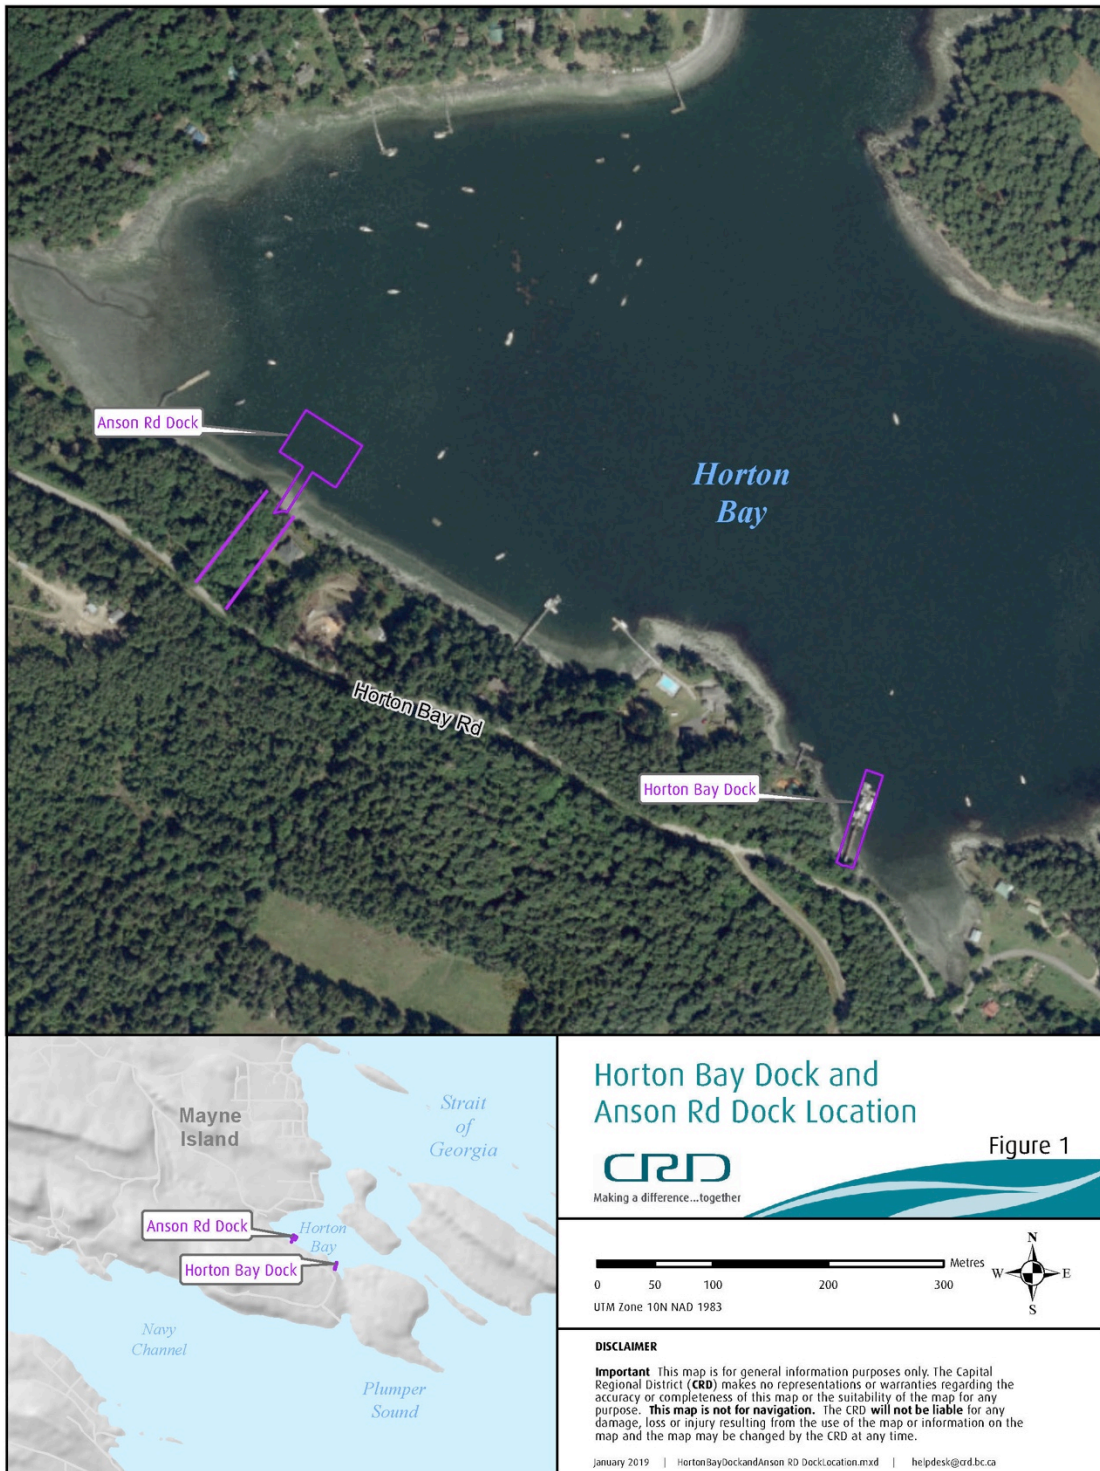 Anson Rd Dock
Horton
Bay
Horton Bay Rd
Horton Bay Dock
Mayne
Island
Strait
of
Georgia
Anson Rd Dock
Horton
Bay
Horton Bay Dock
Navy
Channel
Plumper
Sound
Horton Bay Dock and
Anson Rd Dock Location
Figure 1
CRD
Making a difference...together
Metres
0 50 100 200 300
UTM Zone 10N NAD 1983
N
W E
S
DISCLAIMER
Important This map is for general information purposes only. The Capital
Regional District (CRD) makes no representations or warranties regarding the
accuracy or completeness of this map or the suitability of the map for any
purpose. This map is not for navigation. The CRD will not be liable for any
damage, loss or injury resulting from the use of the map or information on the
map and the map may be changed by the CRD at any time.
January 2019 | HortonBayDockandAnson RD DockLocation.mxd | helpdesk@crd.bc.ca